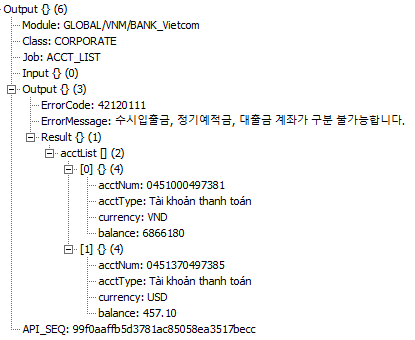 Output {} (6)
Module: GLOBAL/VNM/BANK_Vietcom
Class: CORPORATE
Job: ACCT_LIST
Input {} (0)
Output {} (3)
ErrorCode: 42120111
ErrorMessage: 수시입출금, 정기예적금, 대출금 계좌가 구분 불가능합니다.
Result {} (1)
acctList [] (2)
[0] {} (4)
acctNum: 0451000497381
acctType: Tài khoản thanh toán
currency: VND
balance: 6866180
[1] {} (4)
acctNum: 0451370497385
acctType: Tài khoản thanh toán
currency: USD
balance: 457.10
API_SEQ: 99f0aaffb5d3781ac85058ea3517becc